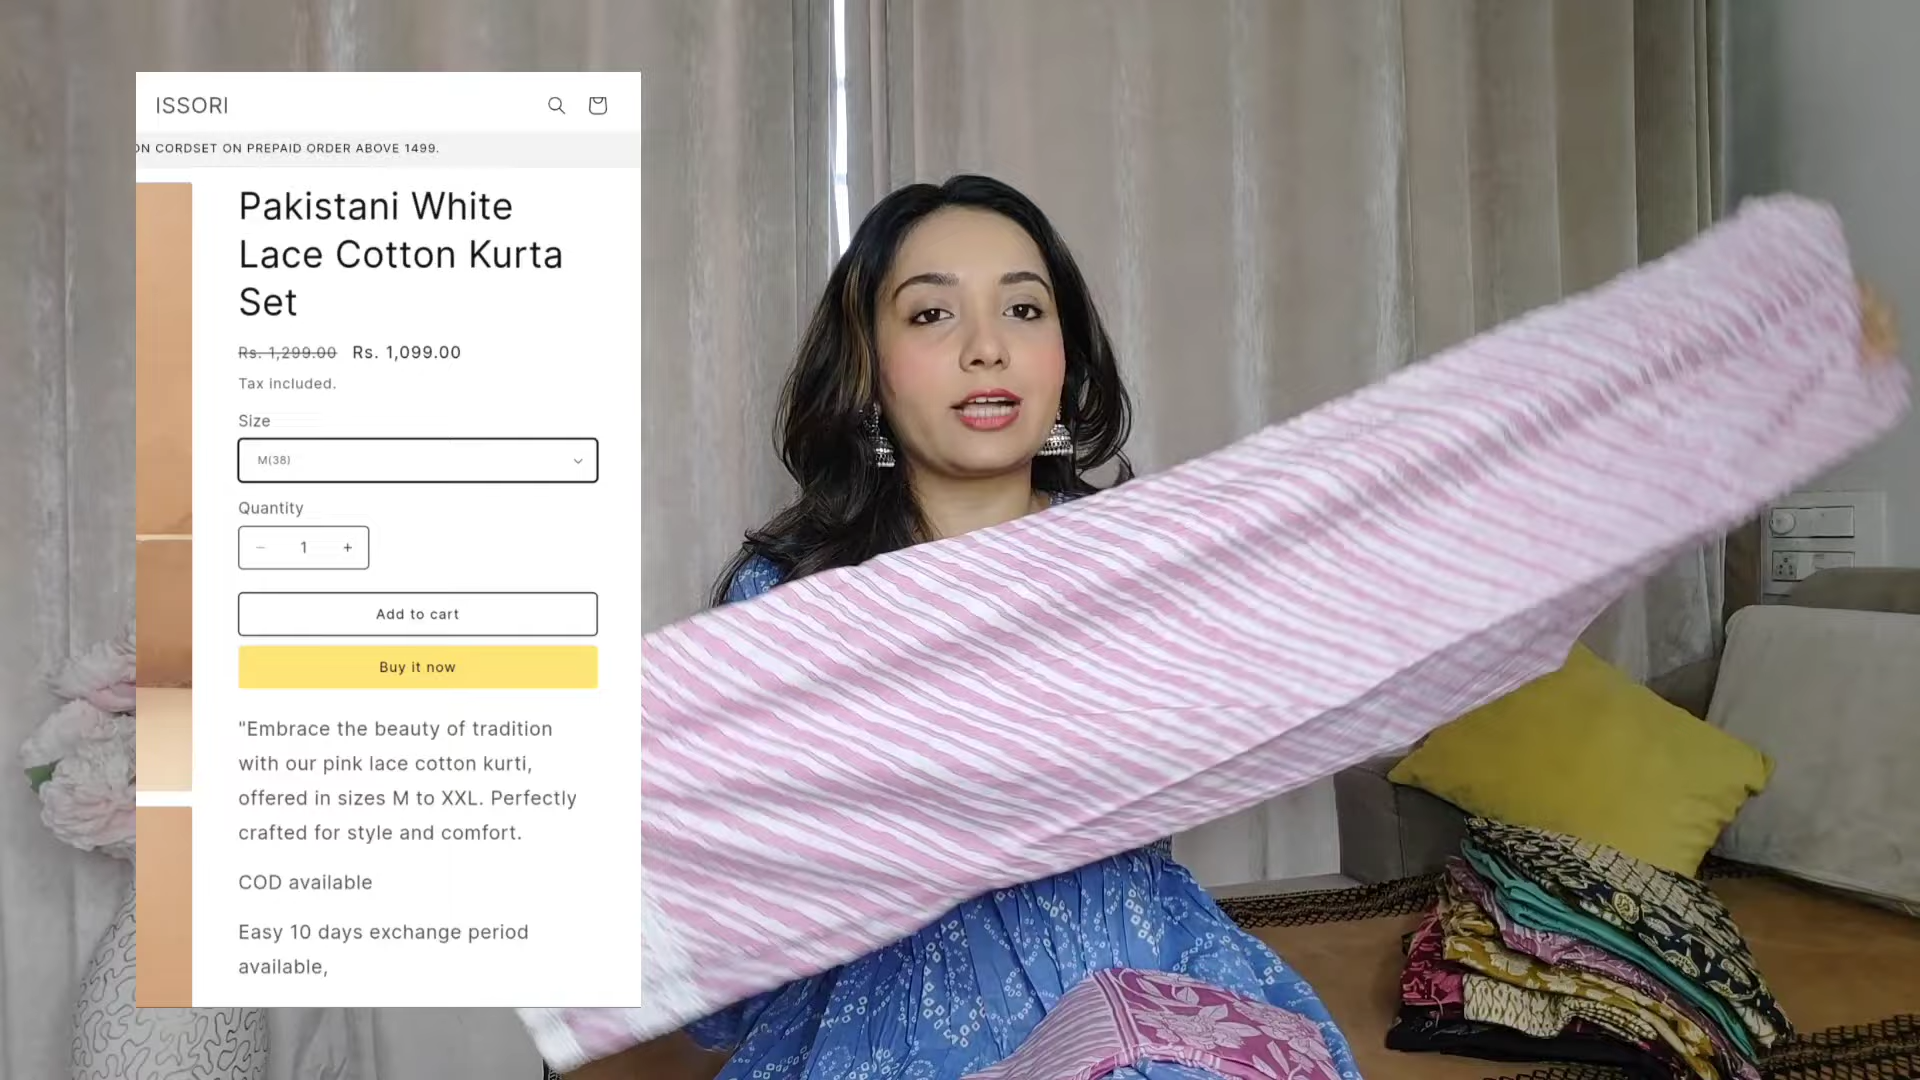 ISSORI
ON CORDSET ON PREPAID ORDER ABOVE 1499.
Pakistani White
Lace Cotton Kurta
Set
Rs. 1,299.00 Rs. 1,099.00
Tax included.
Size
M(38)
Quantity
− 1 +
Add to cart
Buy it now
"Embrace the beauty of tradition
with our pink lace cotton kurti,
offered in sizes M to XXL. Perfectly
crafted for style and comfort.
COD available
Easy 10 days exchange period
available,